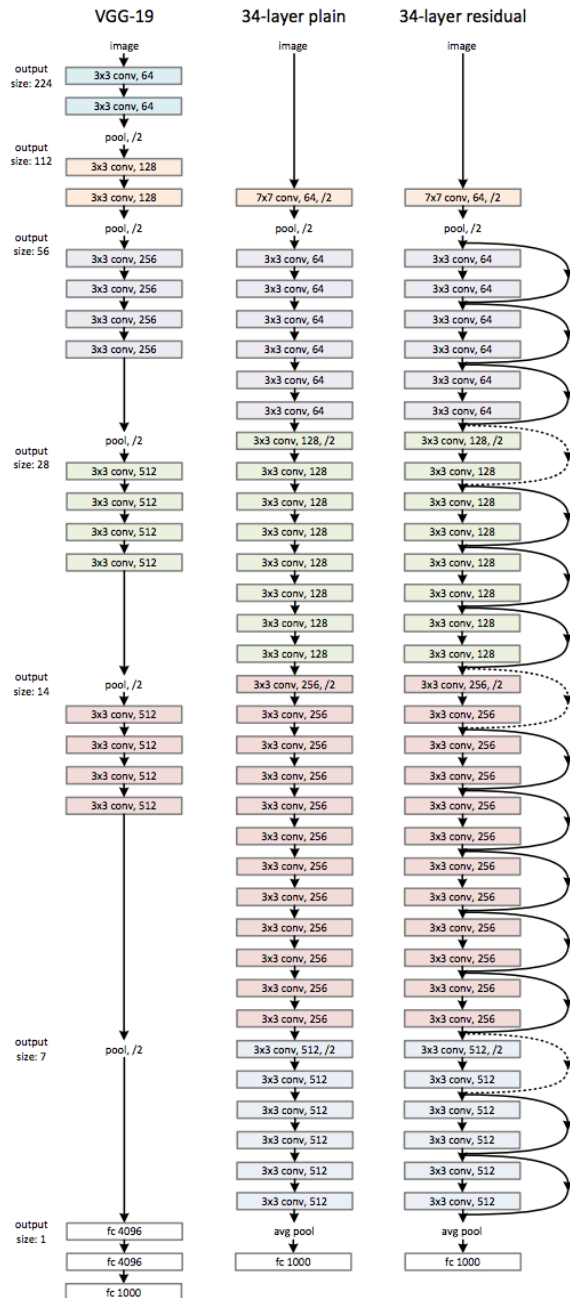 VGG-19
34-layer plain
34-layer residual
output
size: 224
output
size: 112
output
size: 56
output
size: 28
output
size: 14
output
size: 7
output
size: 1
image
3x3 conv, 64
3x3 conv, 64
pool, /2
3x3 conv, 128
3x3 conv, 128
pool, /2
3x3 conv, 256
3x3 conv, 256
3x3 conv, 256
3x3 conv, 256
pool, /2
3x3 conv, 512
3x3 conv, 512
3x3 conv, 512
3x3 conv, 512
pool, /2
3x3 conv, 512
3x3 conv, 512
3x3 conv, 512
3x3 conv, 512
pool, /2
fc 4096
fc 4096
fc 1000
image
7x7 conv, 64, /2
pool, /2
3x3 conv, 64
3x3 conv, 64
3x3 conv, 64
3x3 conv, 64
3x3 conv, 64
3x3 conv, 64
3x3 conv, 128, /2
3x3 conv, 128
3x3 conv, 128
3x3 conv, 128
3x3 conv, 128
3x3 conv, 128
3x3 conv, 128
3x3 conv, 128
3x3 conv, 256, /2
3x3 conv, 256
3x3 conv, 256
3x3 conv, 256
3x3 conv, 256
3x3 conv, 256
3x3 conv, 256
3x3 conv, 256
3x3 conv, 256
3x3 conv, 256
3x3 conv, 256
3x3 conv, 256
3x3 conv, 512, /2
3x3 conv, 512
3x3 conv, 512
3x3 conv, 512
3x3 conv, 512
3x3 conv, 512
avg pool
fc 1000
image
7x7 conv, 64, /2
pool, /2
3x3 conv, 64
3x3 conv, 64
3x3 conv, 64
3x3 conv, 64
3x3 conv, 64
3x3 conv, 64
3x3 conv, 128, /2
3x3 conv, 128
3x3 conv, 128
3x3 conv, 128
3x3 conv, 128
3x3 conv, 128
3x3 conv, 128
3x3 conv, 128
3x3 conv, 256, /2
3x3 conv, 256
3x3 conv, 256
3x3 conv, 256
3x3 conv, 256
3x3 conv, 256
3x3 conv, 256
3x3 conv, 256
3x3 conv, 256
3x3 conv, 256
3x3 conv, 256
3x3 conv, 256
3x3 conv, 512, /2
3x3 conv, 512
3x3 conv, 512
3x3 conv, 512
3x3 conv, 512
3x3 conv, 512
avg pool
fc 1000